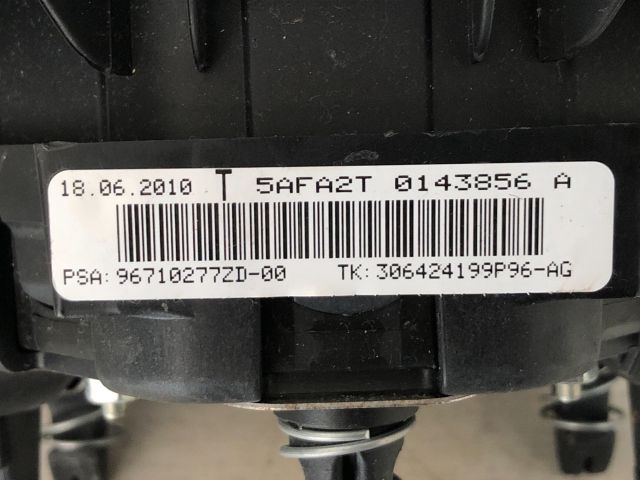 18.06.2010 T 5AFA2T 0143856 A
PSA: 96710277ZD-00 TK: 306424199P96-AG